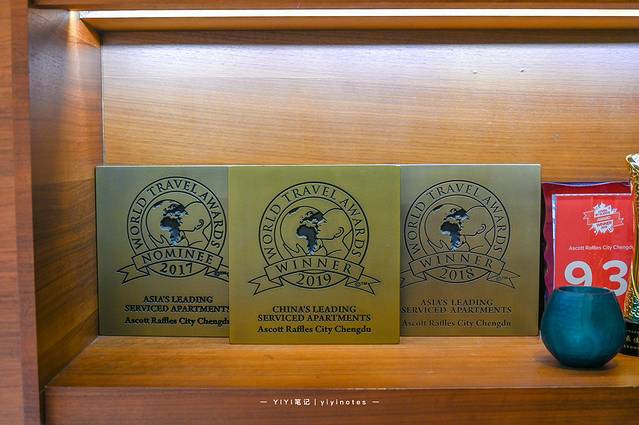 WORLD TRAVEL AWARDS
NOMINEE
2017
ASIA'S LEADING
SERVICED APARTMENTS
Ascott Raffles City Chengdu
WORLD TRAVEL AWARDS
WINNER
2019
CHINA'S LEADING
SERVICED APARTMENTS
Ascott Raffles City Chengdu
WORLD TRAVEL AWARDS
WINNER
2018
ASIA'S LEADING
SERVICED APARTMENTS
Ascott Raffles City Chengdu
Ascott Raffles City Chengdu
93
— YIYI笔记 | yiyinotes —